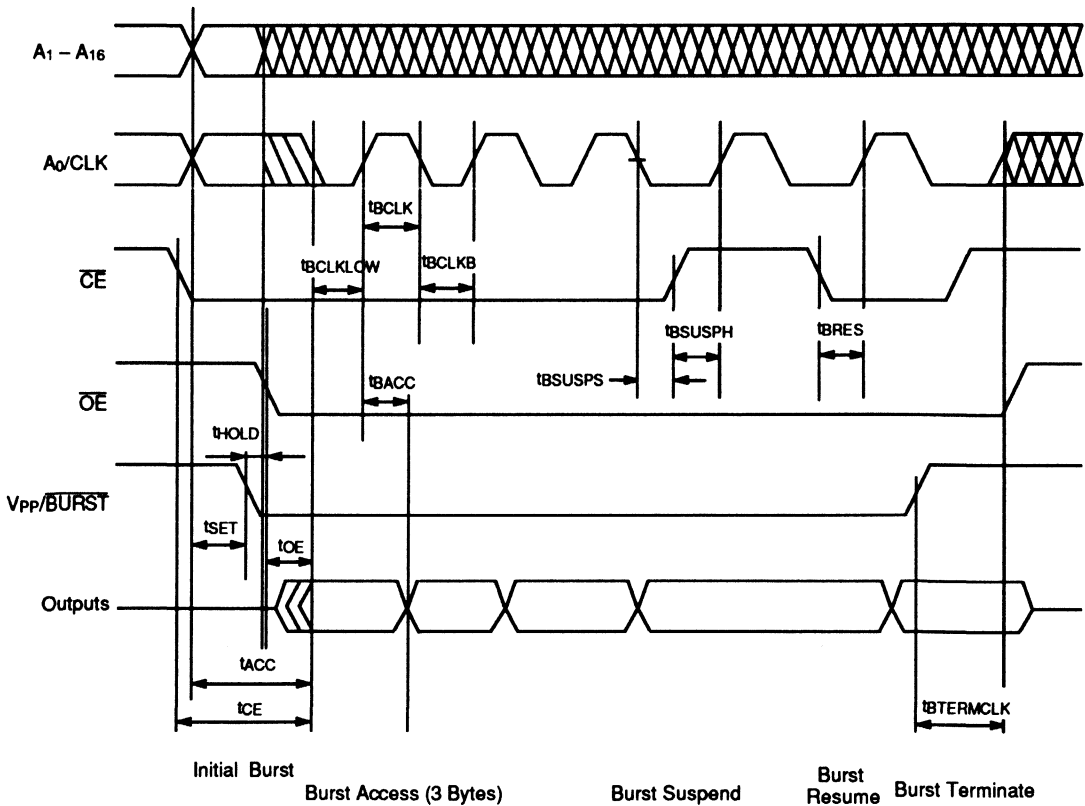 A1 – A16
A0/CLK
tBCLK
CE
tBCLKLOW
tBCLKB
tBSUSPH
tBRES
tBSUSPS
tBACC
OE
tHOLD
VPP/BURST
tSET
tOE
Outputs
tACC
tCE
tBTERMCLK
Initial Burst
Burst Access (3 Bytes)
Burst Suspend
Burst
Resume
Burst Terminate